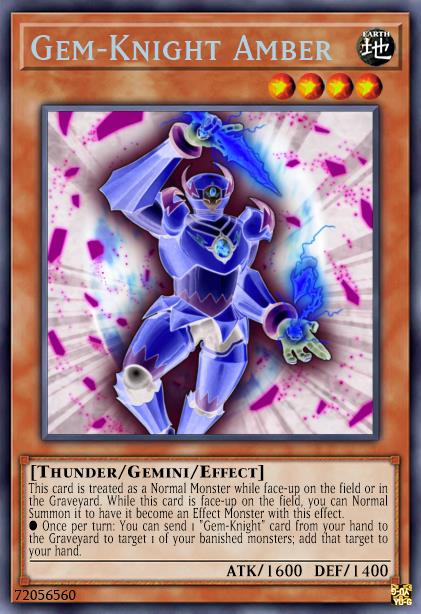 Gem-Knight Amber
EARTH
地
[Thunder/Gemini/Effect]
This card is treated as a Normal Monster while face-up on the field or in
the Graveyard. While this card is face-up on the field, you can Normal
Summon it to have it become an Effect Monster with this effect.
● Once per turn: You can send 1 "Gem-Knight" card from your hand to
the Graveyard to target 1 of your banished monsters; add that target to
your hand.
ATK/1600 DEF/1400
72056560